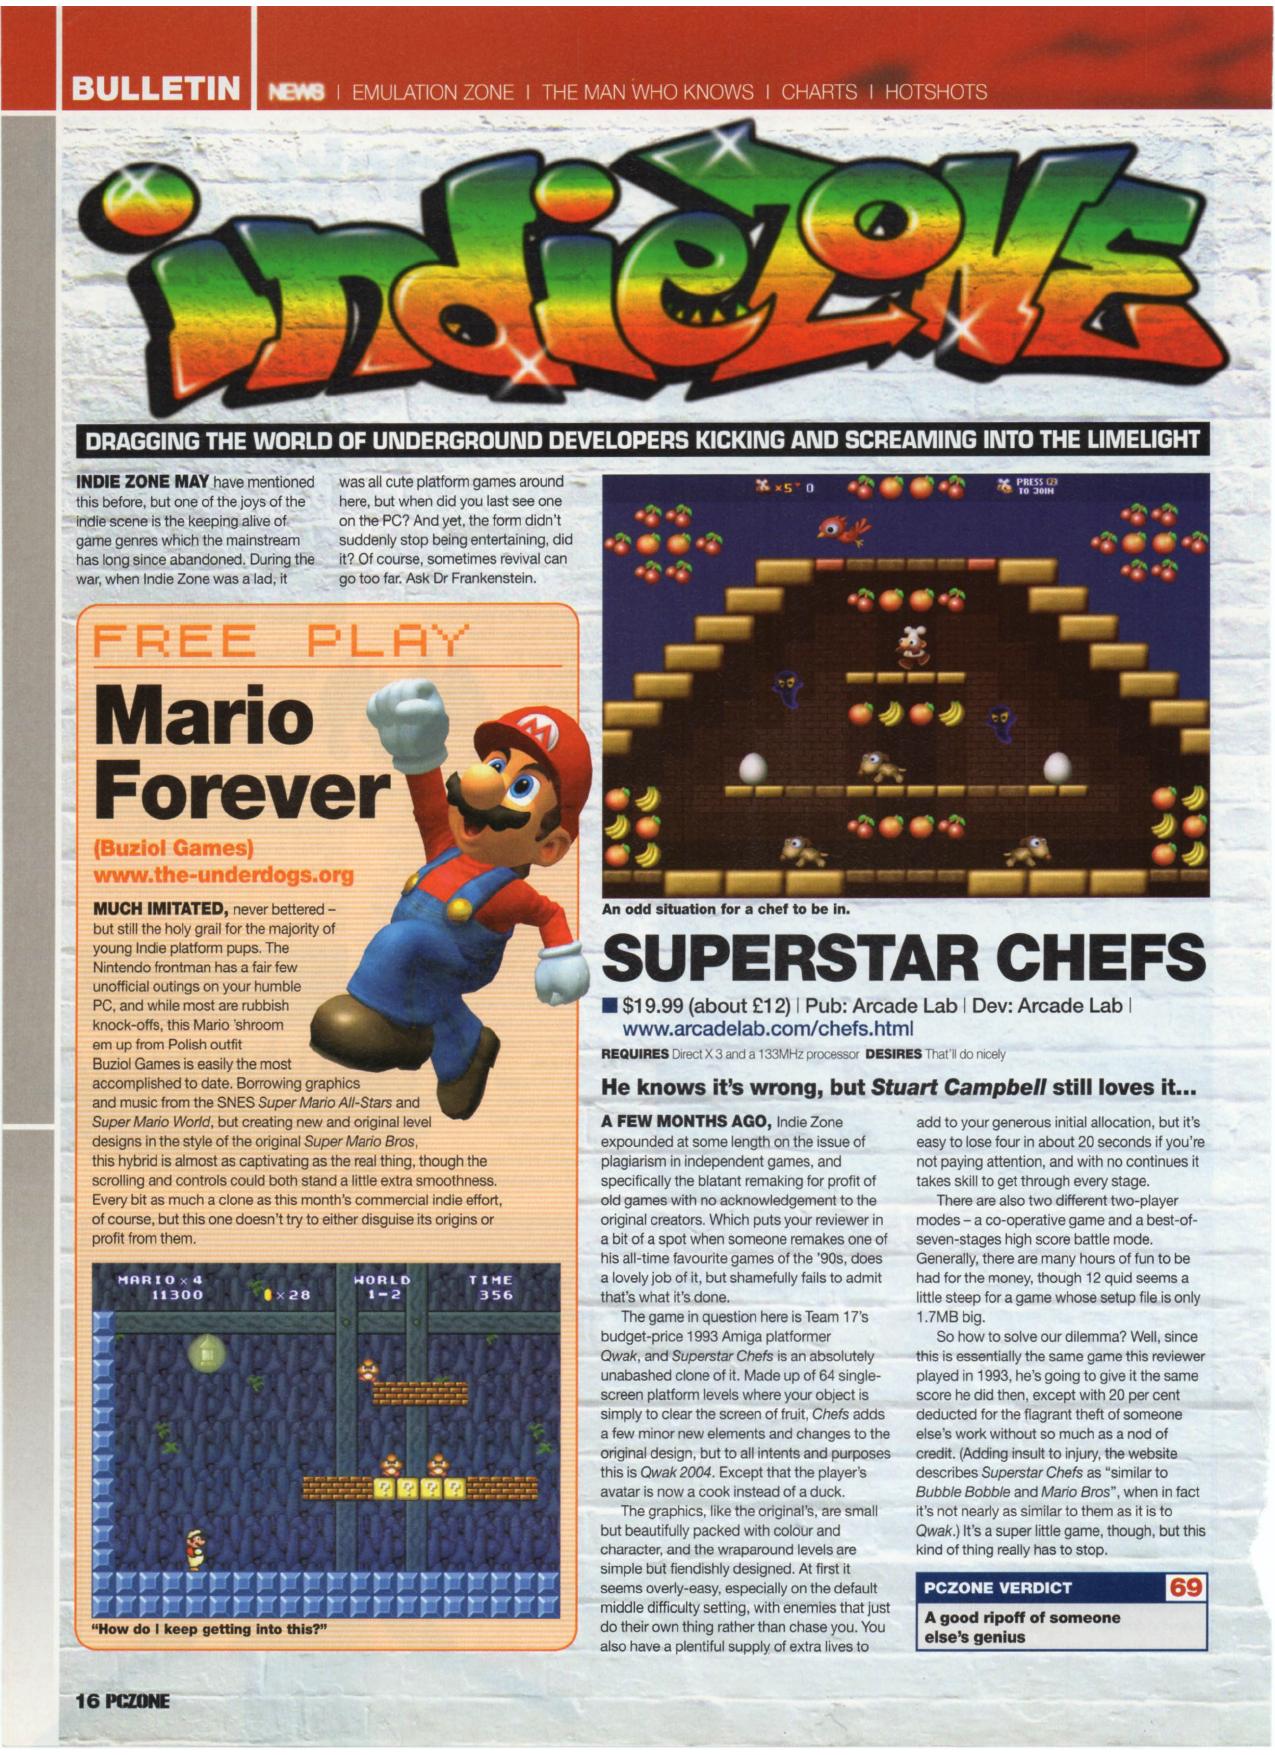 BULLETIN
NEWS | EMULATION ZONE | THE MAN WHO KNOWS | CHARTS | HOTSHOTS
indieZONE
DRAGGING THE WORLD OF UNDERGROUND DEVELOPERS KICKING AND SCREAMING INTO THE LIMELIGHT
INDIE ZONE MAY have mentioned
this before, but one of the joys of the
indie scene is the keeping alive of
game genres which the mainstream
has long since abandoned. During the
war, when Indie Zone was a lad, it
was all cute platform games around
here, but when did you last see one
on the PC? And yet, the form didn't
suddenly stop being entertaining, did
it? Of course, sometimes revival can
go too far. Ask Dr Frankenstein.
FREE PLAY
Mario
Forever
(Buziol Games)
www.the-underdogs.org
MUCH IMITATED, never bettered –
but still the holy grail for the majority of
young Indie platform pups. The
Nintendo frontman has a fair few
unofficial outings on your humble
PC, and while most are rubbish
knock-offs, this Mario 'shroom
em up from Polish outfit
Buziol Games is easily the most
accomplished to date. Borrowing graphics
and music from the SNES Super Mario All-Stars and
Super Mario World, but creating new and original level
designs in the style of the original Super Mario Bros,
this hybrid is almost as captivating as the real thing, though the
scrolling and controls could both stand a little extra smoothness.
Every bit as much a clone as this month's commercial indie effort,
of course, but this one doesn't try to either disguise its origins or
profit from them.
M
MARIO×4 WORLD TIME
11300 ×28 1-2 356
? ? ? ?
"How do I keep getting into this?"
×5 0
PRESS F2
TO JOIN
An odd situation for a chef to be in.
SUPERSTAR CHEFS
■ $19.99 (about £12) | Pub: Arcade Lab | Dev: Arcade Lab |
www.arcadelab.com/chefs.html
REQUIRES Direct X 3 and a 133MHz processor DESIRES That'll do nicely
He knows it's wrong, but Stuart Campbell still loves it...
A FEW MONTHS AGO, Indie Zone
expounded at some length on the issue of
plagiarism in independent games, and
specifically the blatant remaking for profit of
old games with no acknowledgement to the
original creators. Which puts your reviewer in
a bit of a spot when someone remakes one of
his all-time favourite games of the '90s, does
a lovely job of it, but shamefully fails to admit
that's what it's done.
The game in question here is Team 17's
budget-price 1993 Amiga platformer
Qwak, and Superstar Chefs is an absolutely
unabashed clone of it. Made up of 64 single-
screen platform levels where your object is
simply to clear the screen of fruit, Chefs adds
a few minor new elements and changes to the
original design, but to all intents and purposes
this is Qwak 2004. Except that the player's
avatar is now a cook instead of a duck.
The graphics, like the original's, are small
but beautifully packed with colour and
character, and the wraparound levels are
simple but fiendishly designed. At first it
seems overly-easy, especially on the default
middle difficulty setting, with enemies that just
do their own thing rather than chase you. You
also have a plentiful supply of extra lives to
add to your generous initial allocation, but it's
easy to lose four in about 20 seconds if you're
not paying attention, and with no continues it
takes skill to get through every stage.
There are also two different two-player
modes – a co-operative game and a best-of-
seven-stages high score battle mode.
Generally, there are many hours of fun to be
had for the money, though 12 quid seems a
little steep for a game whose setup file is only
1.7MB big.
So how to solve our dilemma? Well, since
this is essentially the same game this reviewer
played in 1993, he's going to give it the same
score he did then, except with 20 per cent
deducted for the flagrant theft of someone
else's work without so much as a nod of
credit. (Adding insult to injury, the website
describes Superstar Chefs as "similar to
Bubble Bobble and Mario Bros", when in fact
it's not nearly as similar to them as it is to
Qwak.) It's a super little game, though, but this
kind of thing really has to stop.
PCZONE VERDICT 69
A good ripoff of someone
else's genius
16 PCZONE